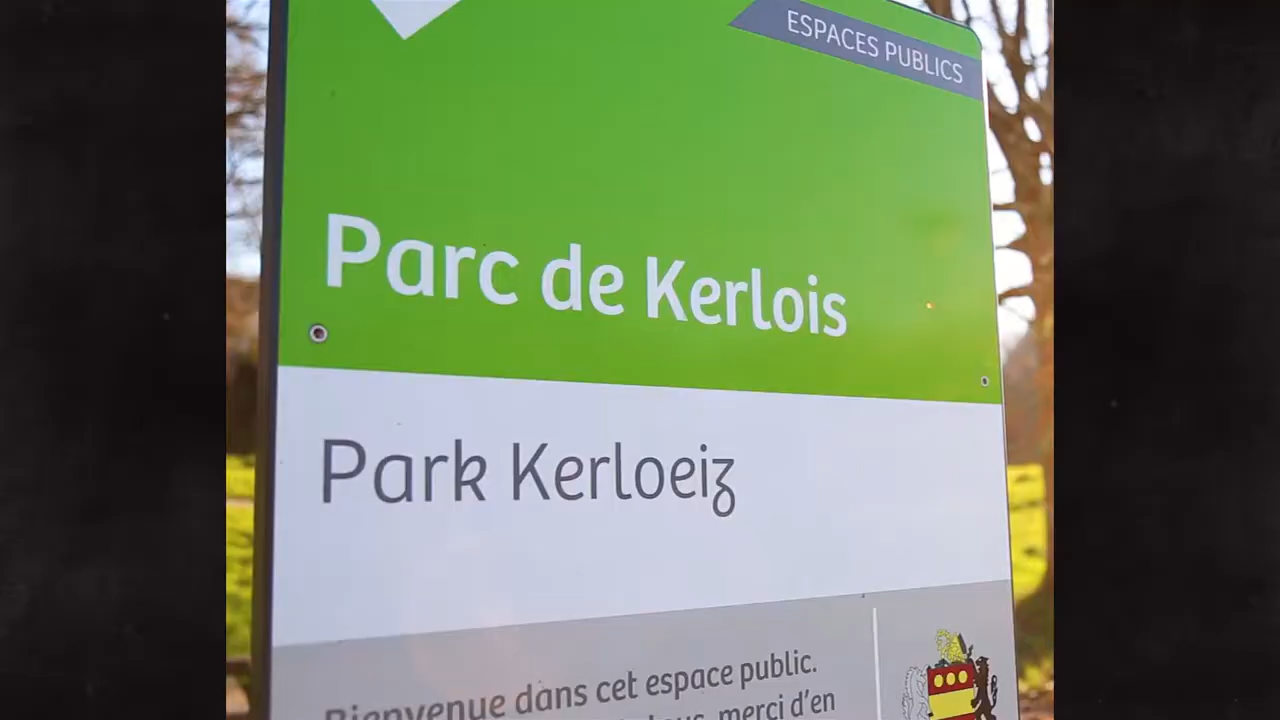 ESPACES PUBLICS
Parc de Kerlois
Park Kerloeiz
Bienvenue dans cet espace public.
merci d'en